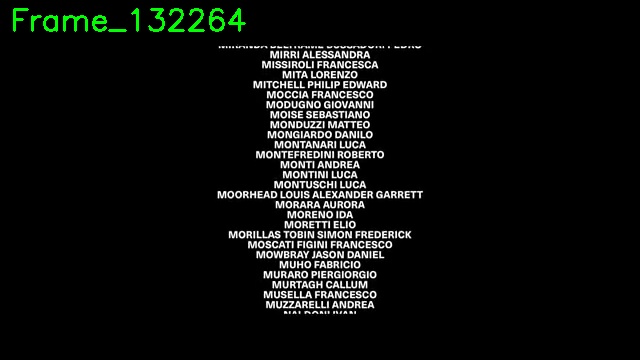 Frame_132264
MIRRI ALESSANDRA
MISSIROLI FRANCESCA
MITA LORENZO
MITCHELL PHILIP EDWARD
MOCCIA FRANCESCO
MODUGNO GIOVANNI
MOISE SEBASTIANO
MONDUZZI MATTEO
MONGIARDO DANILO
MONTANARI LUCA
MONTEFREDINI ROBERTO
MONTI ANDREA
MONTINI LUCA
MONTUSCHI LUCA
MOORHEAD LOUIS ALEXANDER GARRETT
MORARA AURORA
MORENO IDA
MORETTI ELIO
MORILLAS TOBIN SIMON FREDERICK
MOSCATI FIGINI FRANCESCO
MOWBRAY JASON DANIEL
MUHO FABRICIO
MURARO PIERGIORGIO
MURTAGH CALLUM
MUSELLA FRANCESCO
MUZZARELLI ANDREA